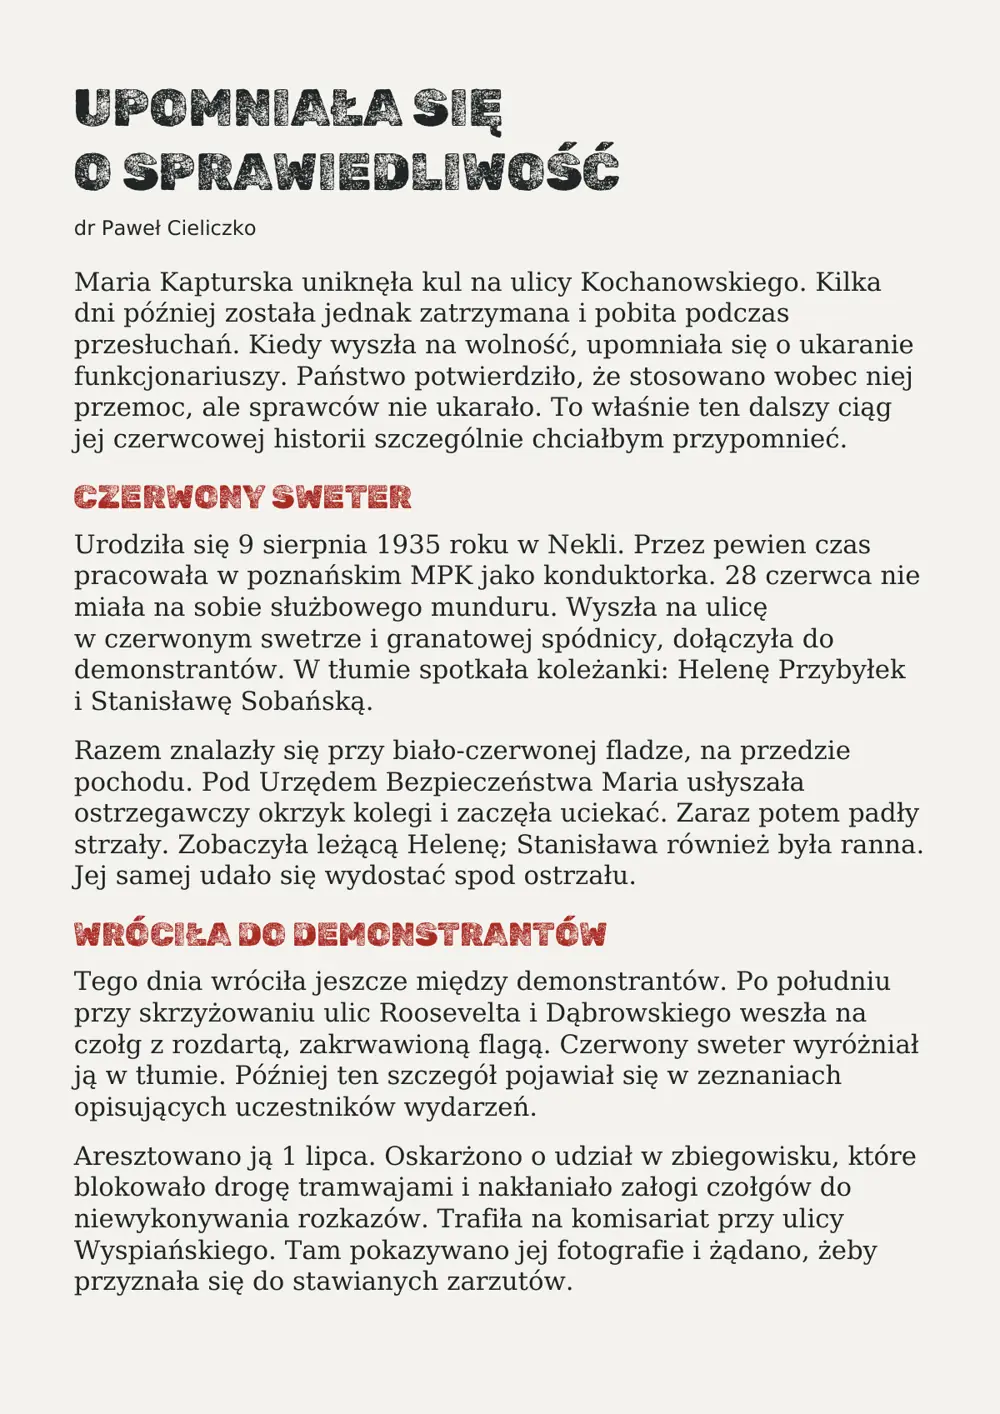 UPOMNIAŁA SIĘ
O SPRAWIEDLIWOŚĆ
dr Paweł Cieliczko
Maria Kapturska uniknęła kul na ulicy Kochanowskiego. Kilka
dni później została jednak zatrzymana i pobita podczas
przesłuchań. Kiedy wyszła na wolność, upomniała się o ukaranie
funkcjonariuszy. Państwo potwierdziło, że stosowano wobec niej
przemoc, ale sprawców nie ukarało. To właśnie ten dalszy ciąg
jej czerwcowej historii szczególnie chciałbym przypomnieć.
CZERWONY SWETER
Urodziła się 9 sierpnia 1935 roku w Nekli. Przez pewien czas
pracowała w poznańskim MPK jako konduktorka. 28 czerwca nie
miała na sobie służbowego munduru. Wyszła na ulicę
w czerwonym swetrze i granatowej spódnicy, dołączyła do
demonstrantów. W tłumie spotkała koleżanki: Helenę Przybyłek
i Stanisławę Sobańską.
Razem znalazły się przy biało-czerwonej fladze, na przedzie
pochodu. Pod Urzędem Bezpieczeństwa Maria usłyszała
ostrzegawczy okrzyk kolegi i zaczęła uciekać. Zaraz potem padły
strzały. Zobaczyła leżącą Helenę; Stanisława również była ranna.
Jej samej udało się wydostać spod ostrzału.
WRÓCIŁA DO DEMONSTRANTÓW
Tego dnia wróciła jeszcze między demonstrantów. Po południu
przy skrzyżowaniu ulic Roosevelta i Dąbrowskiego weszła na
czołg z rozdartą, zakrwawioną flagą. Czerwony sweter wyróżniał
ją w tłumie. Później ten szczegół pojawiał się w zeznaniach
opisujących uczestników wydarzeń.
Aresztowano ją 1 lipca. Oskarżono o udział w zbiegowisku, które
blokowało drogę tramwajami i nakłaniało załogi czołgów do
niewykonywania rozkazów. Trafiła na komisariat przy ulicy
Wyspiańskiego. Tam pokazywano jej fotografie i żądano, żeby
przyznała się do stawianych zarzutów.